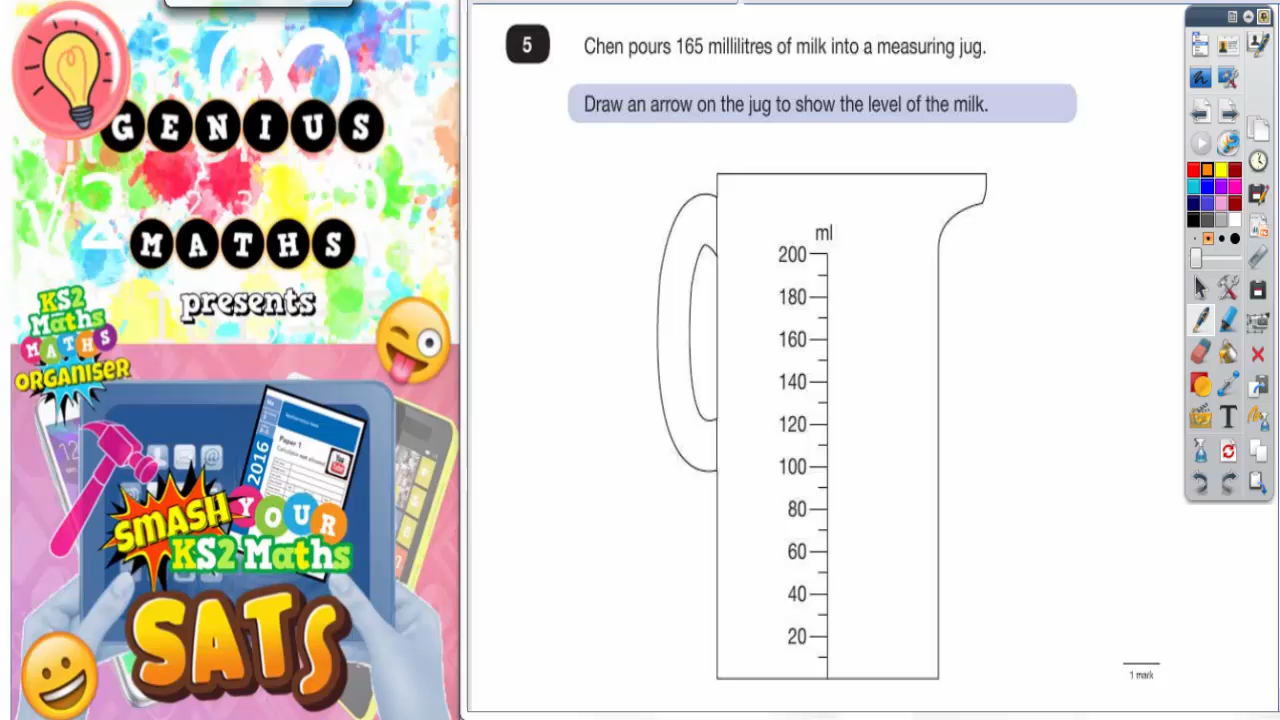 GENIUS
MATHS
presents
KS2
Maths
MATHS
ORGANISER
2016
Paper 1
You
Tube
SMASH YOUR
KS2 Maths
SATS
5
Chen pours 165 millilitres of milk into a measuring jug.
Draw an arrow on the jug to show the level of the milk.
ml
200
180
160
140
120
100
80
60
40
20
1 mark